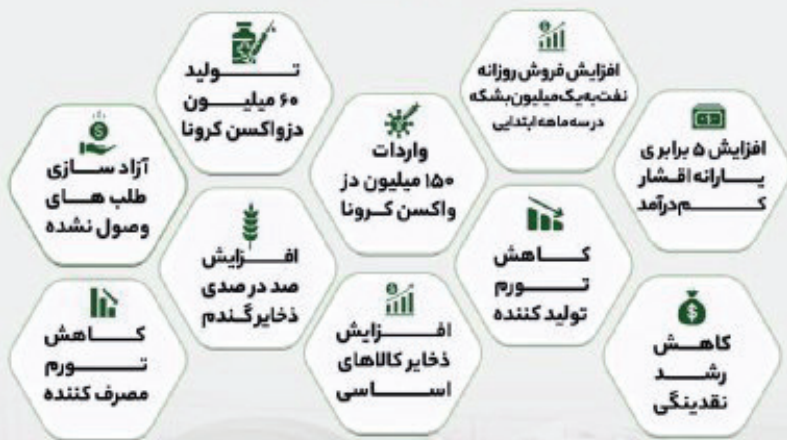 افزایش ۵ برابری
یارانه اقشار
کم‌درآمد
افزایش فروش روزانه
نفت به یک میلیون بشکه
در سه ماهه ابتدایی
واردات
۱۵۰ میلیون دز
واکسن کرونا
تولید
۶۰ میلیون
دز واکسن کرونا
آزاد سازی
طلب های
وصول نشده
کاهش
رشد
نقدینگی
کاهش
تورم
تولید کننده
افزایش
ذخایر کالاهای
اساسی
افزایش
صد در صدی
ذخایر گندم
کاهش
تورم
مصرف کننده